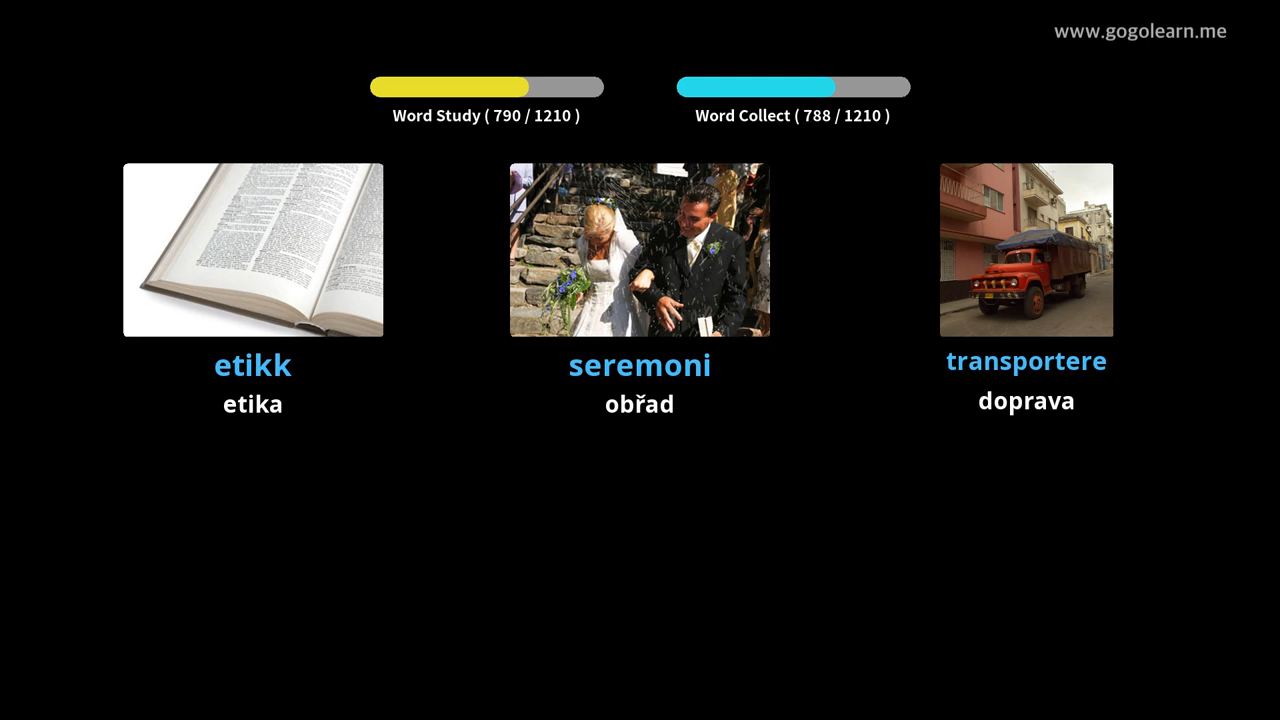 www.gogolearn.me
Word Study ( 790 / 1210 )
Word Collect ( 788 / 1210 )
etikk
etika
seremoni
obřad
transportere
doprava